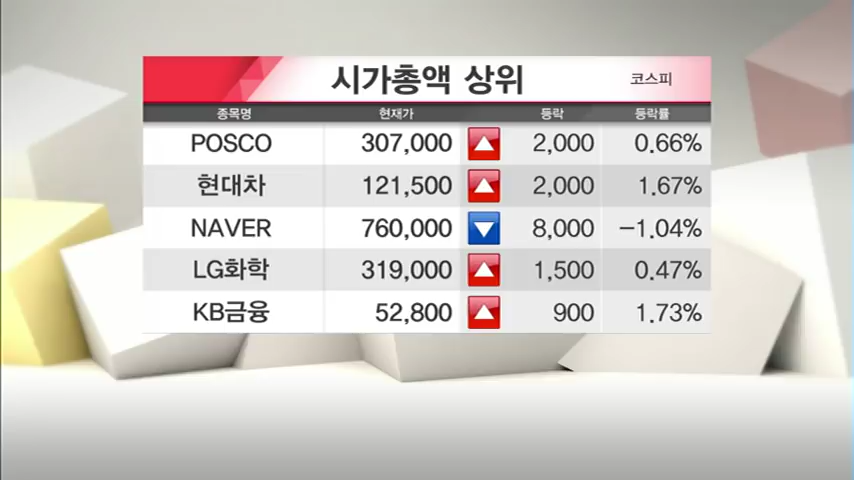 시가총액 상위 코스피
종목명 현재가 등락 등락률
POSCO 307,000 ▲ 2,000 0.66%
현대차 121,500 ▲ 2,000 1.67%
NAVER 760,000 ▼ 8,000 -1.04%
LG화학 319,000 ▲ 1,500 0.47%
KB금융 52,800 ▲ 900 1.73%